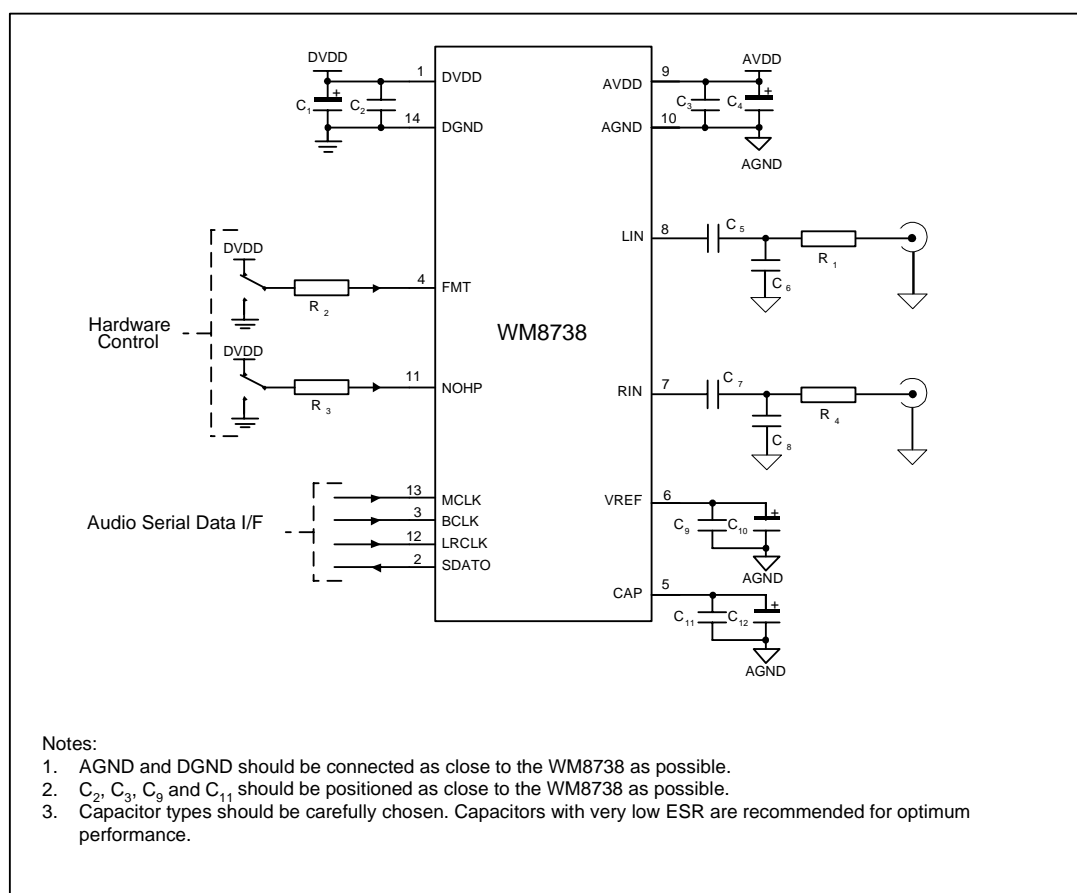 DVDD
AVDD
1
DVDD
9
AVDD
+
C1
C2
C3
C4
+
14
DGND
10
AGND
AGND
LIN
8
C5
R1
C6
DVDD
4
FMT
R2
Hardware
Control
WM8738
DVDD
11
NOHP
R3
RIN
7
C7
R4
C8
Audio Serial Data I/F
13
MCLK
3
BCLK
12
LRCLK
2
SDATO
VREF
6
C9
C10
+
AGND
CAP
5
C11
C12
+
AGND
Notes:
1. AGND and DGND should be connected as close to the WM8738 as possible.
2. C2, C3, C9 and C11 should be positioned as close to the WM8738 as possible.
3. Capacitor types should be carefully chosen. Capacitors with very low ESR are recommended for optimum
performance.